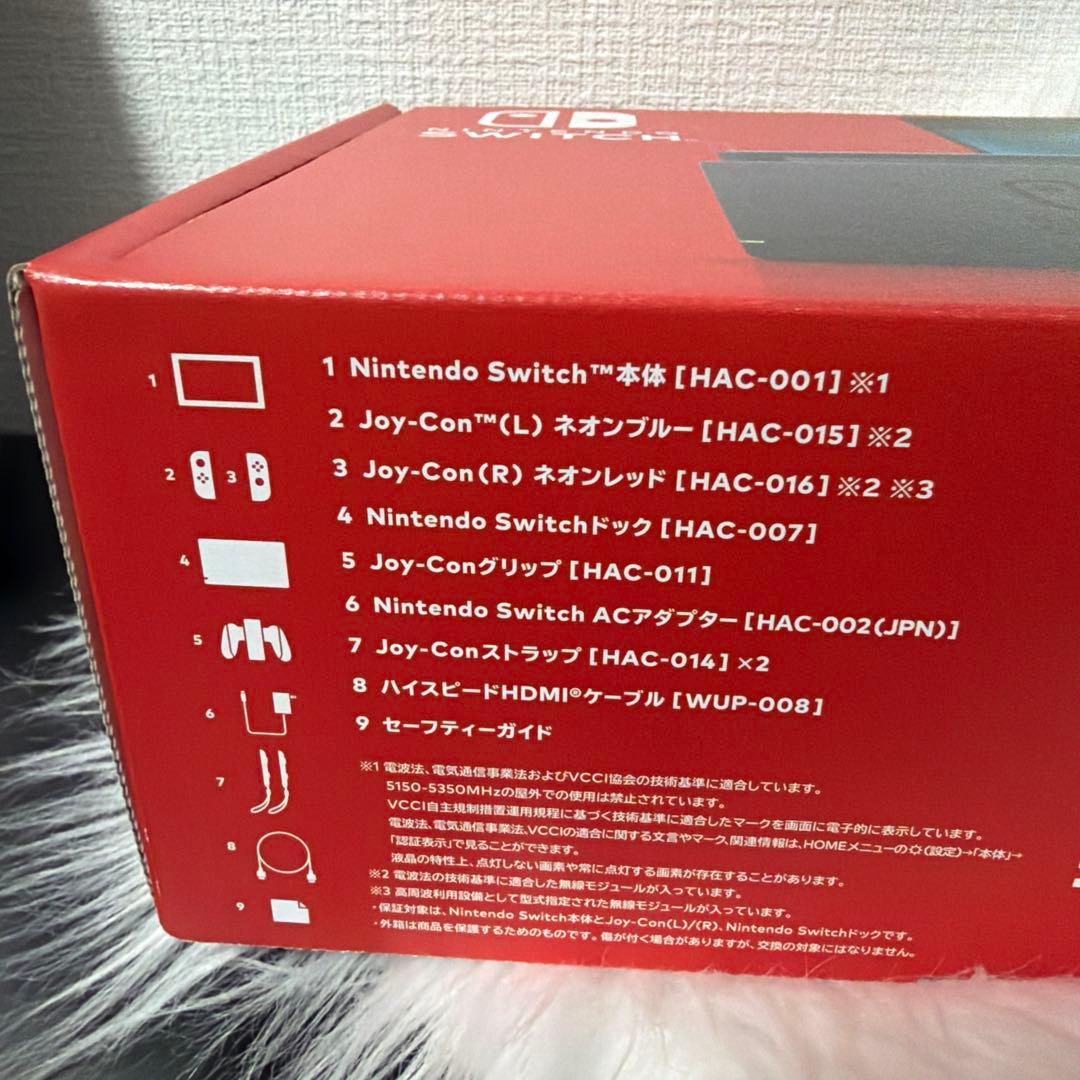 NINTENDO
SWITCH™
1 Nintendo Switch™本体 [HAC-001] ※1
2 Joy-Con™(L) ネオンブルー [HAC-015] ※2
3 Joy-Con(R) ネオンレッド [HAC-016] ※2 ※3
4 Nintendo Switchドック [HAC-007]
5 Joy-Conグリップ [HAC-011]
6 Nintendo Switch ACアダプター [HAC-002(JPN)]
7 Joy-Conストラップ [HAC-014] ×2
8 ハイスピードHDMI®ケーブル [WUP-008]
9 セーフティーガイド
1
2
3
4
5
6
7
8
9
※1 電波法、電気通信事業法およびVCCI協会の技術基準に適合しています。
5150-5350MHzの屋外での使用は禁止されています。
VCCI自主規制措置運用規程に基づく技術基準に適合したマークを画面に電子的に表示しています。
電波法、電気通信事業法、VCCIの適合に関する文言やマーク、関連情報は、HOMEメニューの(設定)→「本体」→
「認証表示」で見ることができます。
液晶の特性上、点灯しない画素や常に点灯する画素が存在することがあります。
※2 電波法の技術基準に適合した無線モジュールが入っています。
※3 高周波利用設備として型式指定された無線モジュールが入っています。
・保証対象は、Nintendo Switch本体とJoy-Con(L)/(R)、Nintendo Switchドックです。
・外箱は商品を保護するためのものです。傷が付く場合がありますが、交換の対象にはなりません。